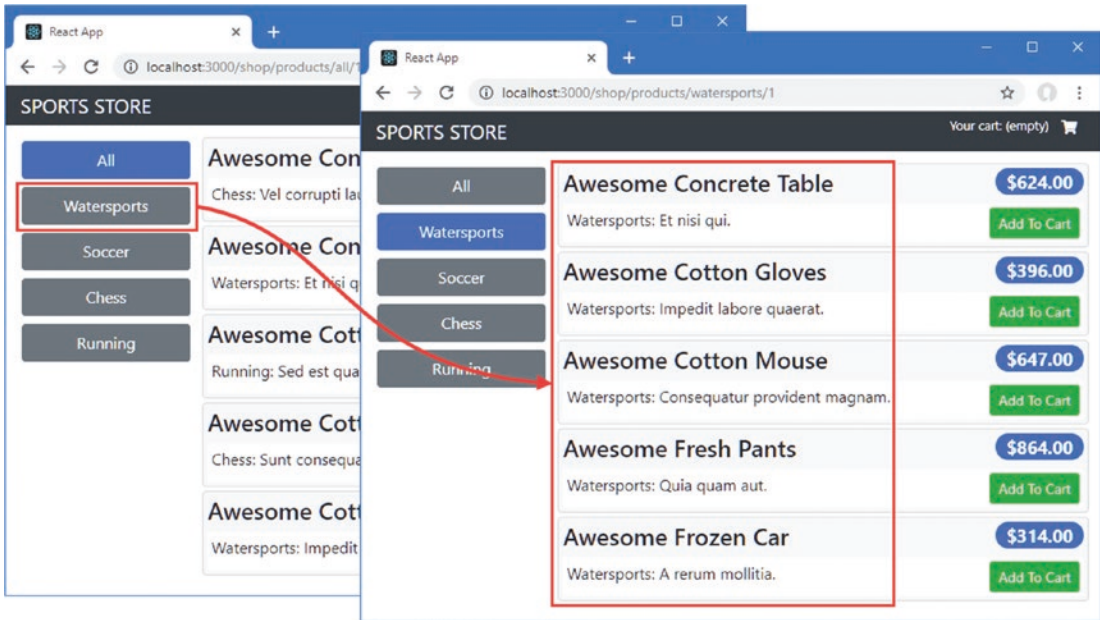 React App
localhost:3000/shop/products/all/1
SPORTS STORE
All
Watersports
Soccer
Chess
Running
Awesome Con
Chess: Vel corrupti lau
Awesome Con
Watersports: Et nisi q
Awesome Cott
Running: Sed est qua
Awesome Cott
Chess: Sunt consequa
Awesome Cott
Watersports: Impedit
React App
localhost:3000/shop/products/watersports/1
SPORTS STORE
Your cart: (empty)
All
Watersports
Soccer
Chess
Running
Awesome Concrete Table
$624.00
Watersports: Et nisi qui.
Add To Cart
Awesome Cotton Gloves
$396.00
Watersports: Impedit labore quaerat.
Add To Cart
Awesome Cotton Mouse
$647.00
Watersports: Consequatur provident magnam.
Add To Cart
Awesome Fresh Pants
$864.00
Watersports: Quia quam aut.
Add To Cart
Awesome Frozen Car
$314.00
Watersports: A rerum mollitia.
Add To Cart